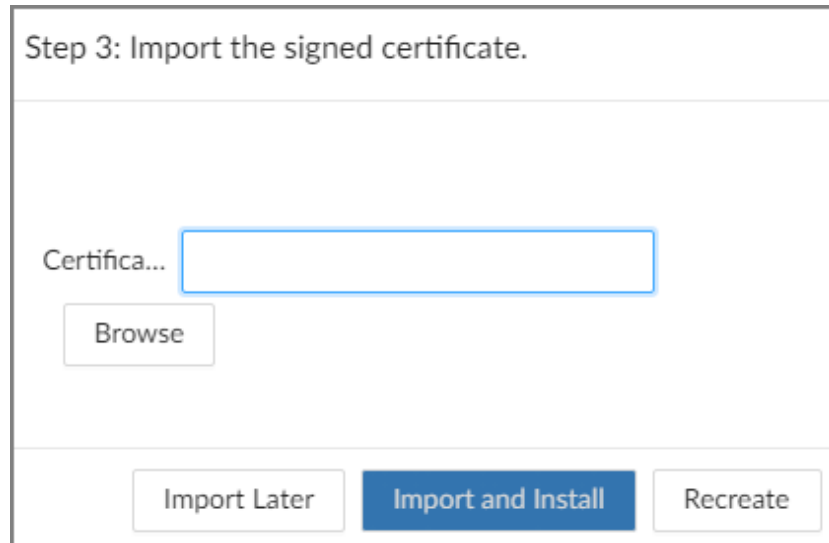 Step 3: Import the signed certificate.
Certifica...
Browse
Import Later Import and Install Recreate